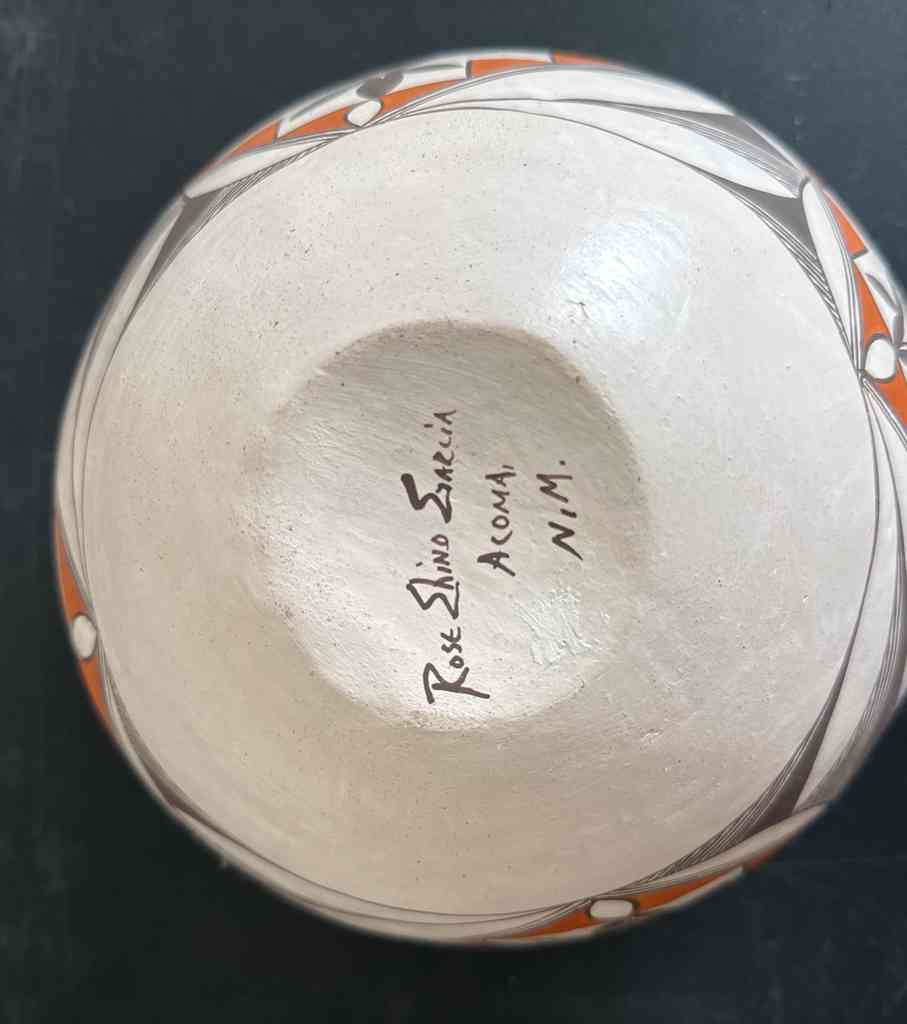 Rose Chino Garcia
Acoma,
N.M.